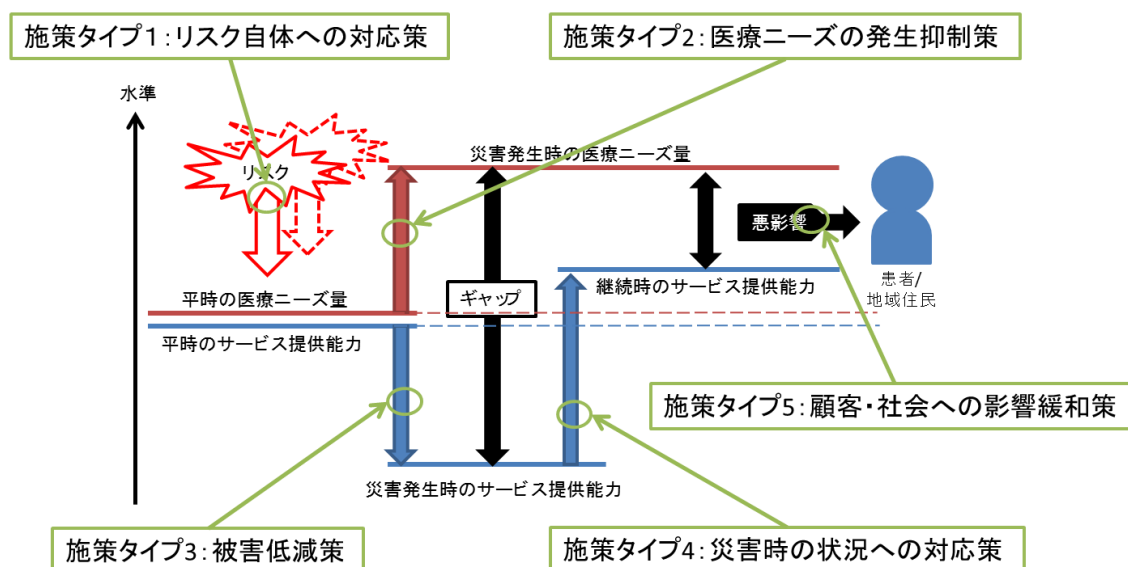 施策タイプ1:リスク自体への対応策
施策タイプ2:医療ニーズの発生抑制策
水準
災害発生時の医療ニーズ量
リスク
悪影響
患者/
地域住民
平時の医療ニーズ量
ギャップ
継続時のサービス提供能力
平時のサービス提供能力
施策タイプ5:顧客・社会への影響緩和策
災害発生時のサービス提供能力
施策タイプ3:被害低減策
施策タイプ4:災害時の状況への対応策